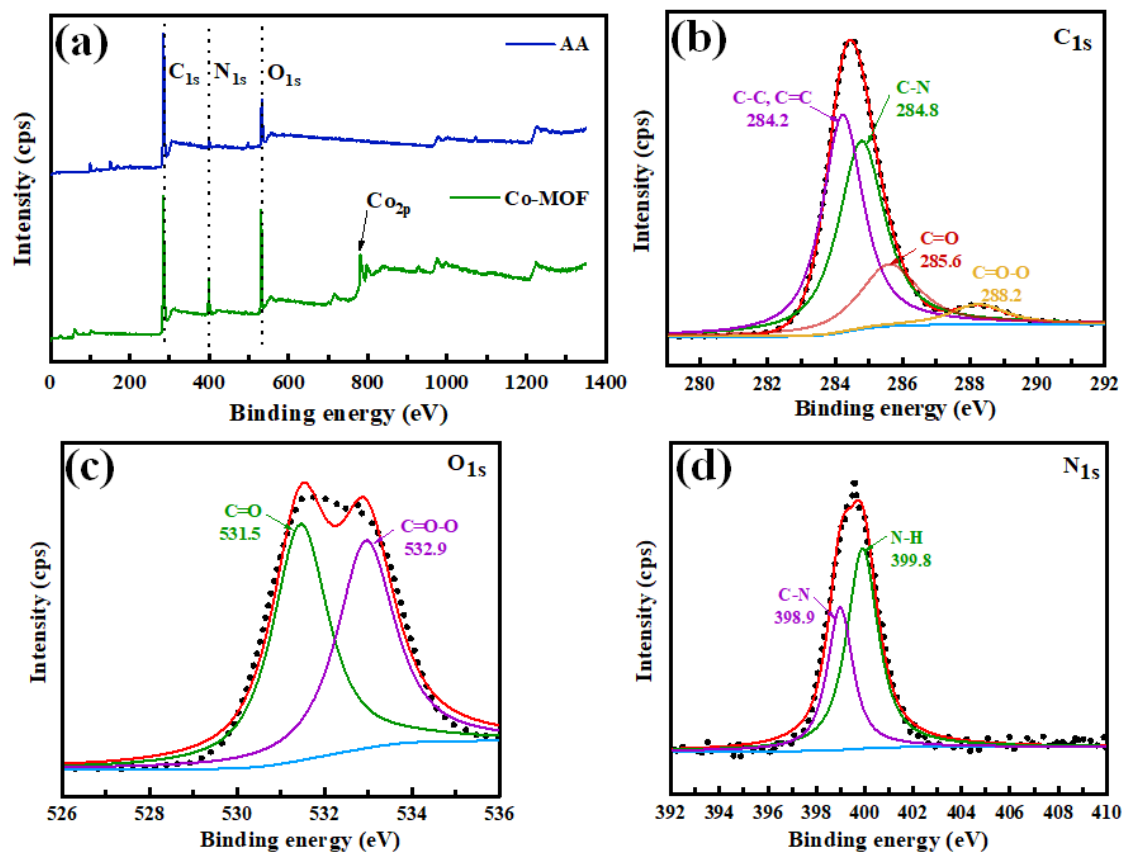 (a)
AA
C1s
N1s
O1s
Co-MOF
Co2p
Intensity (cps)
0 200 400 600 800 1000 1200 1400
Binding energy (eV)
(b)
C1s
C-C, C=C
284.2
C-N
284.8
C=O
285.6
C=O-O
288.2
Intensity (cps)
280 282 284 286 288 290 292
Binding energy (eV)
(c)
O1s
C=O
531.5
C=O-O
532.9
Intensity (cps)
526 528 530 532 534 536
Binding energy (eV)
(d)
N1s
N-H
399.8
C-N
398.9
Intensity (cps)
392 394 396 398 400 402 404 406 408 410
Binding energy (eV)